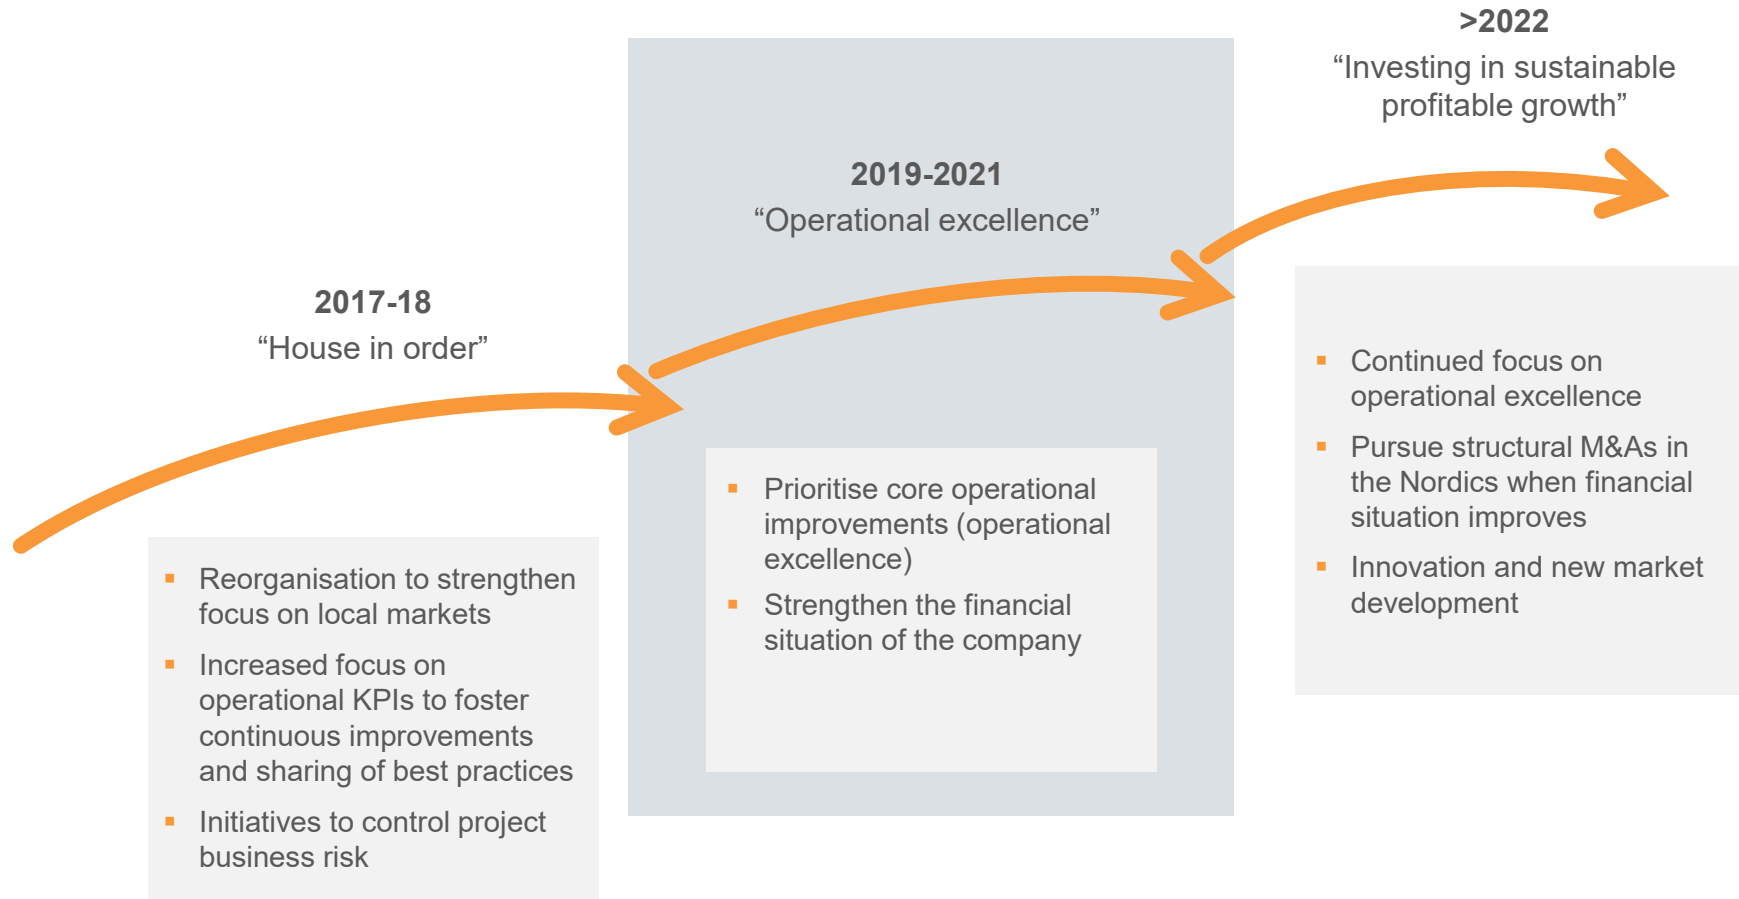 2017-18
“House in order”
▪ Reorganisation to strengthen
focus on local markets
▪ Increased focus on
operational KPIs to foster
continuous improvements
and sharing of best practices
▪ Initiatives to control project
business risk
2019-2021
“Operational excellence”
▪ Prioritise core operational
improvements (operational
excellence)
▪ Strengthen the financial
situation of the company
>2022
“Investing in sustainable
profitable growth”
▪ Continued focus on
operational excellence
▪ Pursue structural M&As in
the Nordics when financial
situation improves
▪ Innovation and new market
development